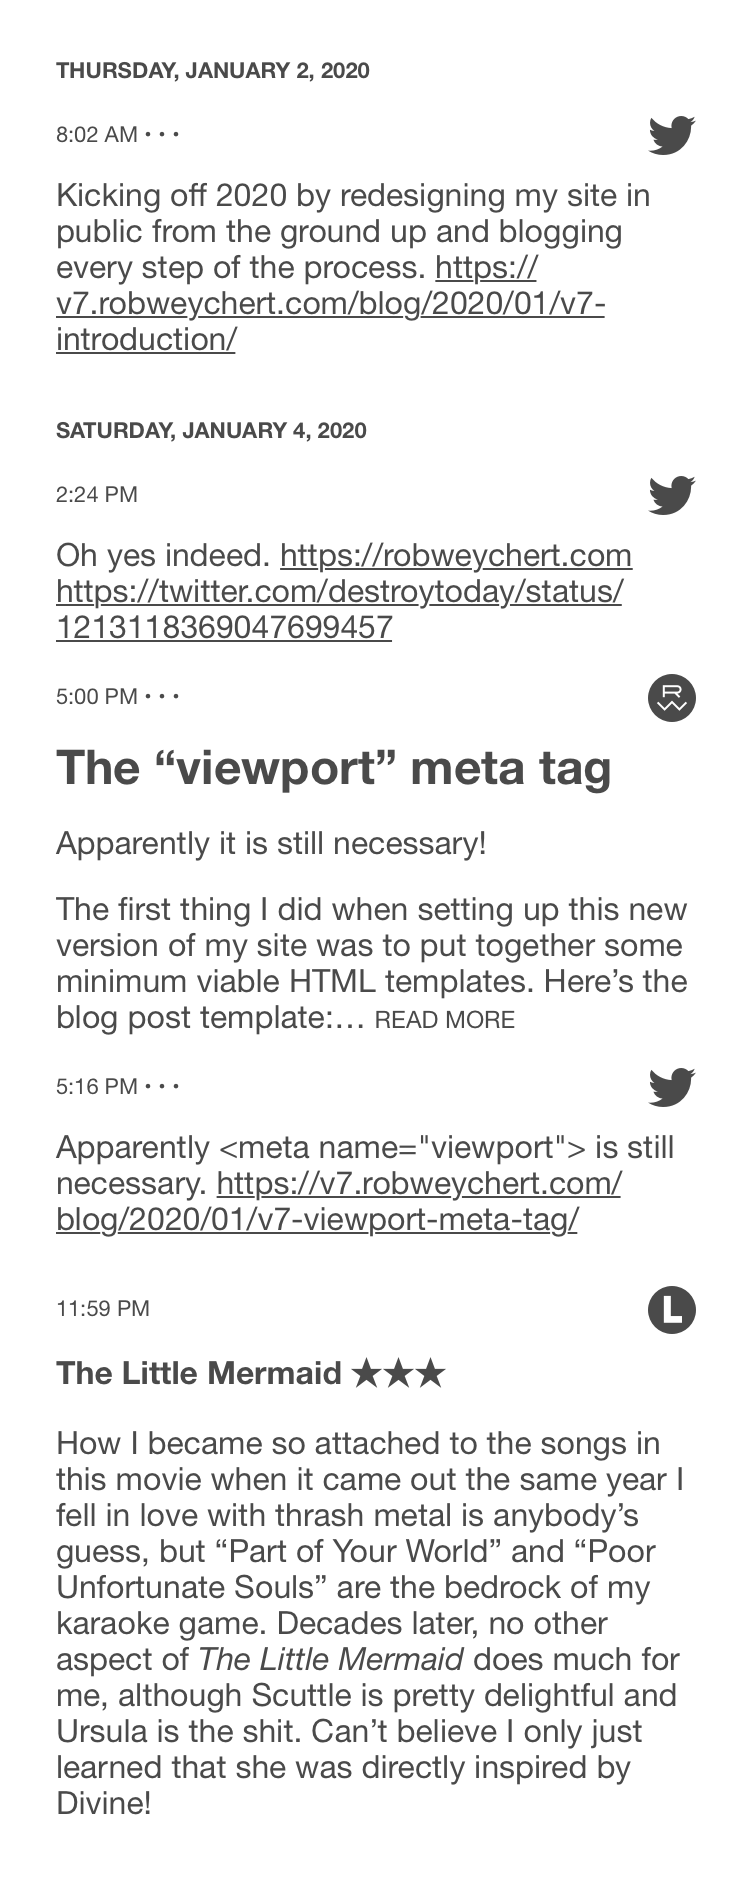 THURSDAY, JANUARY 2, 2020
8:02 AM • • •
Kicking off 2020 by redesigning my site in
public from the ground up and blogging
every step of the process. https://
v7.robweychert.com/blog/2020/01/v7-
introduction/
SATURDAY, JANUARY 4, 2020
2:24 PM
Oh yes indeed. https://robweychert.com
https://twitter.com/destroytoday/status/
1213118369047699457
5:00 PM • • •
RW
The “viewport” meta tag
Apparently it is still necessary!
The first thing I did when setting up this new
version of my site was to put together some
minimum viable HTML templates. Here’s the
blog post template:… READ MORE
5:16 PM • • •
Apparently <meta name="viewport"> is still
necessary. https://v7.robweychert.com/
blog/2020/01/v7-viewport-meta-tag/
11:59 PM
L
The Little Mermaid ★★★
How I became so attached to the songs in
this movie when it came out the same year I
fell in love with thrash metal is anybody’s
guess, but “Part of Your World” and “Poor
Unfortunate Souls” are the bedrock of my
karaoke game. Decades later, no other
aspect of The Little Mermaid does much for
me, although Scuttle is pretty delightful and
Ursula is the shit. Can’t believe I only just
learned that she was directly inspired by
Divine!